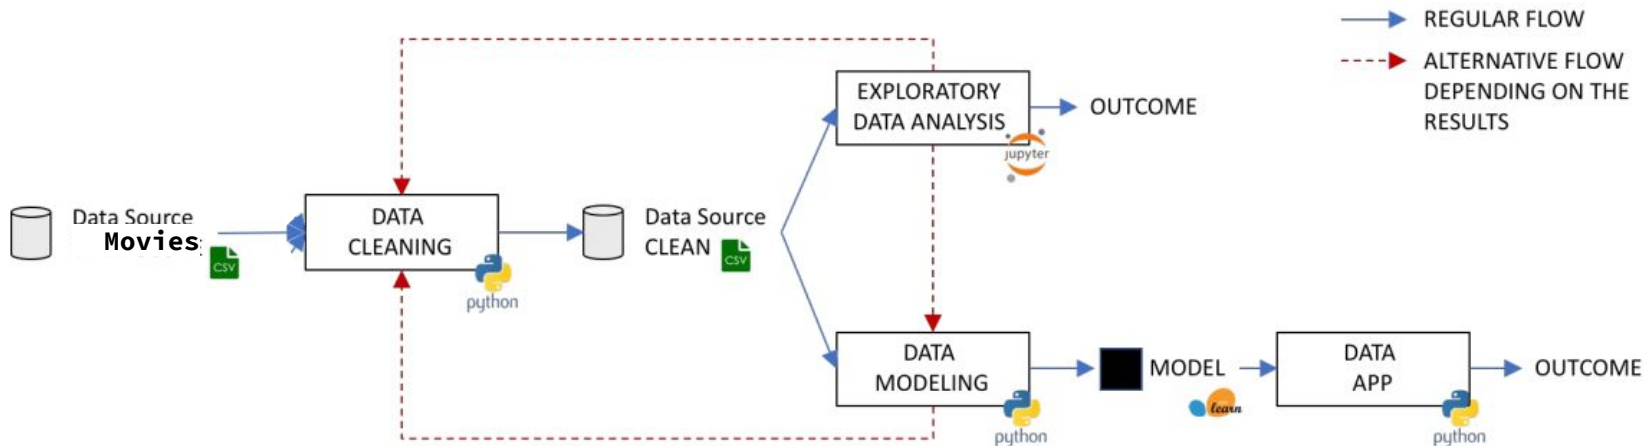 REGULAR FLOW
ALTERNATIVE FLOW
DEPENDING ON THE
RESULTS
EXPLORATORY
DATA ANALYSIS
OUTCOME
jupyter
Data Source
Movies
CSV
DATA
CLEANING
python
Data Source
CLEAN
CSV
DATA
MODELING
python
MODEL
learn
DATA
APP
python
OUTCOME